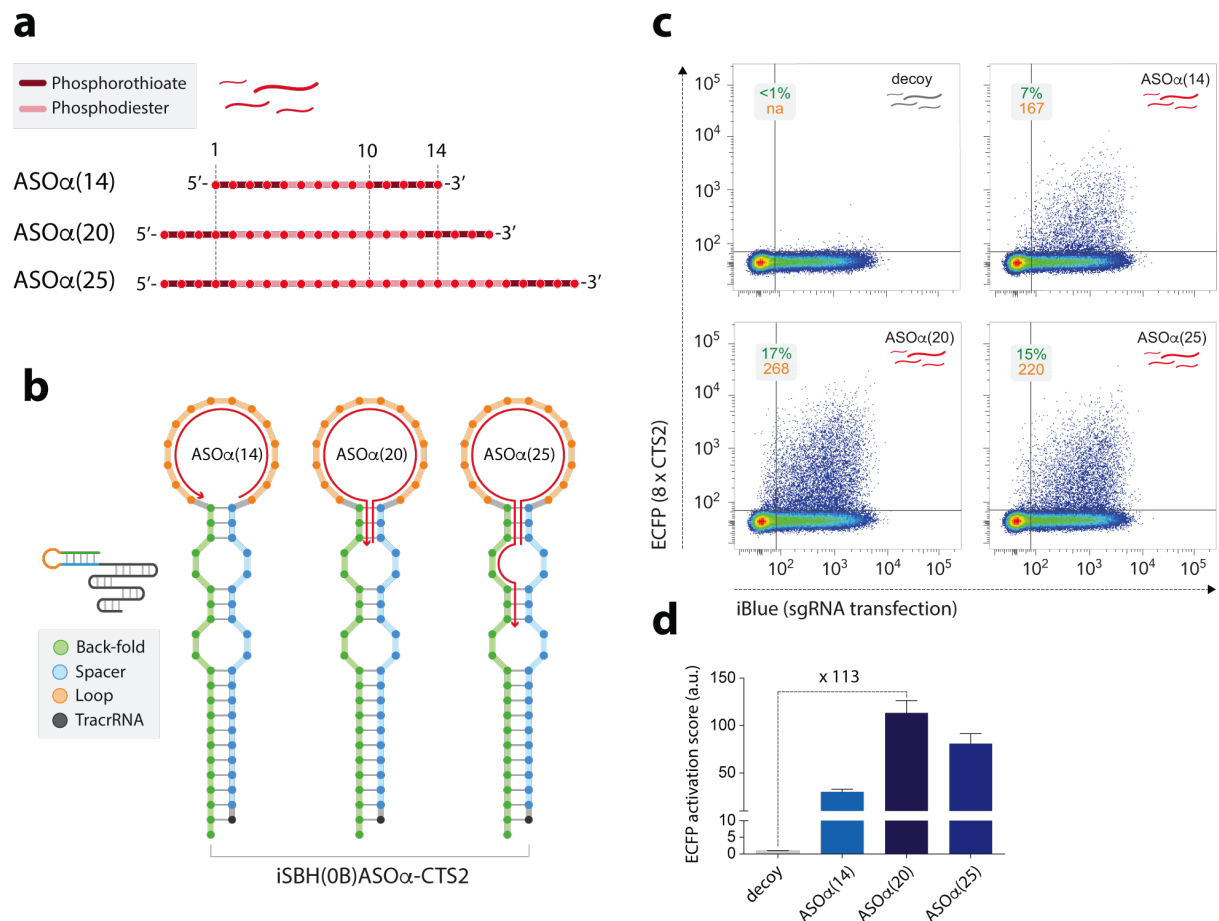 a
Phosphorothioate
Phosphodiester
1 10 14
ASOα(14) 5′- -3′
ASOα(20) 5′- -3′
ASOα(25) 5′- -3′
b
ASOα(14) ASOα(20) ASOα(25)
Back-fold
Spacer
Loop
TracrRNA
iSBH(0B)ASOα-CTS2
c
ECFP (8 x CTS2)
10⁵
10⁴
10³
10²
<1%
na
decoy
7%
167
ASOα(14)
10⁵
10⁴
10³
10²
17%
268
ASOα(20)
15%
220
ASOα(25)
10² 10³ 10⁴ 10⁵ 10² 10³ 10⁴ 10⁵
iBlue (sgRNA transfection)
d
ECFP activation score (a.u.)
150
100
50
10
5
0
x 113
decoy
ASOα(14)
ASOα(20)
ASOα(25)